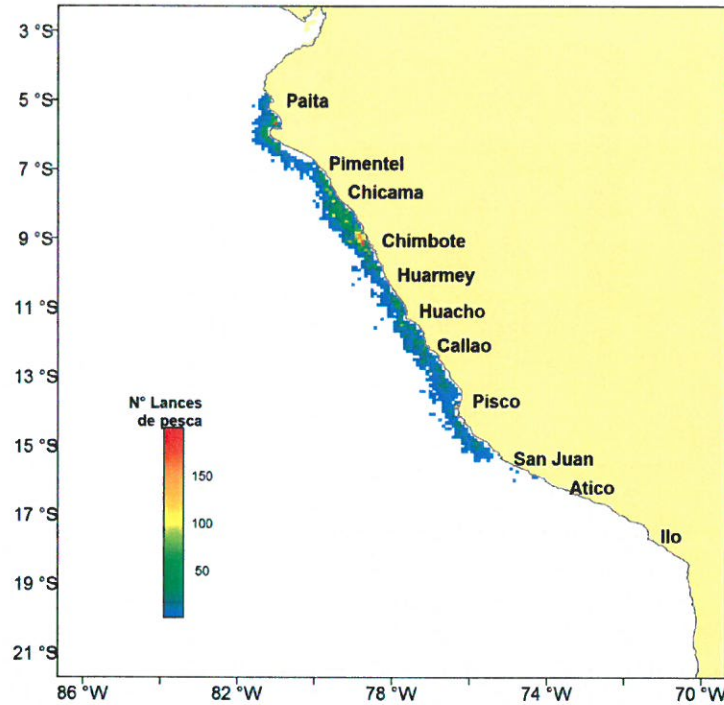 3 °S
5 °S
Paita
7 °S
Pimentel
Chicama
9 °S
Chimbote
Huarmey
11 °S
Huacho
Callao
13 °S
N° Lances
de pesca
Pisco
150
15 °S
San Juan
100
Atico
50
17 °S
Ilo
19 °S
21 °S
86 °W
82 °W
78 °W
74 °W
70 °W